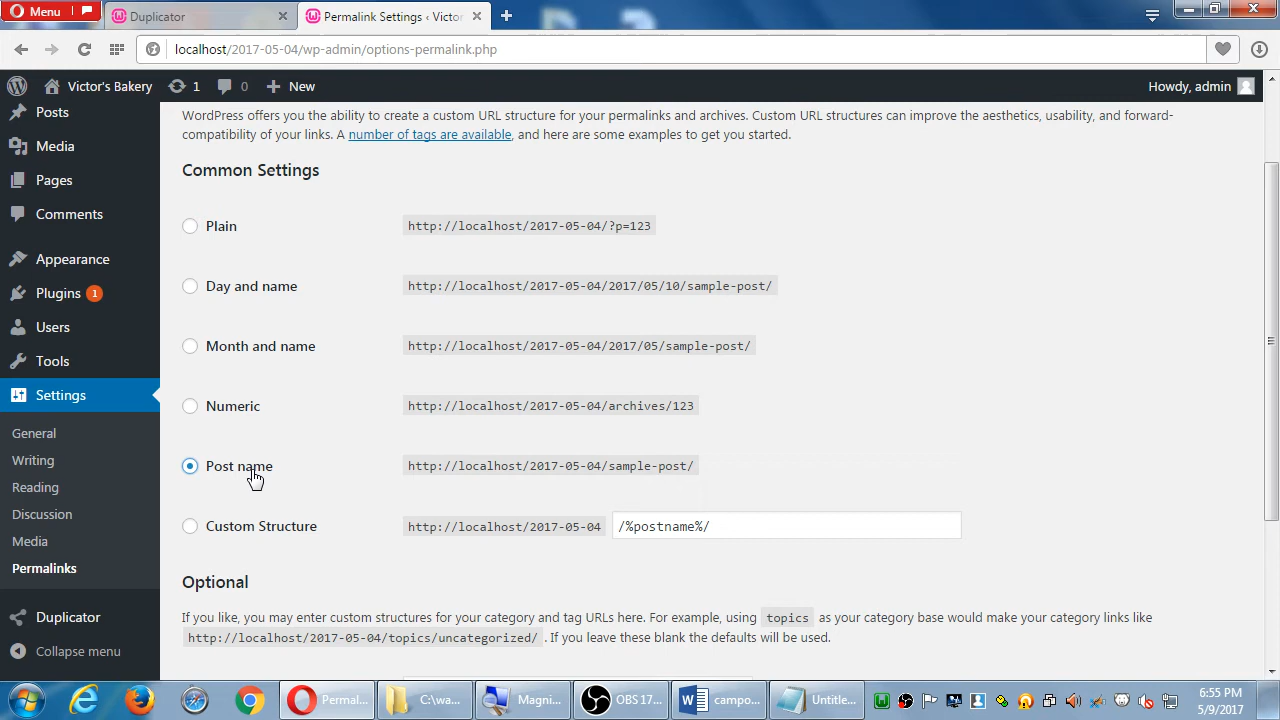 Menu
Duplicator
Permalink Settings ‹ Victor
localhost/2017-05-04/wp-admin/options-permalink.php
Victor's Bakery
1
0
New
Howdy, admin
Posts
Media
Pages
Comments
Appearance
Plugins 1
Users
Tools
Settings
General
Writing
Reading
Discussion
Media
Permalinks
Duplicator
Collapse menu
WordPress offers you the ability to create a custom URL structure for your permalinks and archives. Custom URL structures can improve the aesthetics, usability, and forward-
compatibility of your links. A number of tags are available, and here are some examples to get you started.
Common Settings
Plain http://localhost/2017-05-04/?p=123
Day and name http://localhost/2017-05-04/2017/05/10/sample-post/
Month and name http://localhost/2017-05-04/2017/05/sample-post/
Numeric http://localhost/2017-05-04/archives/123
Post name http://localhost/2017-05-04/sample-post/
Custom Structure http://localhost/2017-05-04 /%postname%/
Optional
If you like, you may enter custom structures for your category and tag URLs here. For example, using topics as your category base would make your category links like
http://localhost/2017-05-04/topics/uncategorized/ . If you leave these blank the defaults will be used.
Permal...
C:\wa...
Magni...
OBS 17...
campo...
Untitle...
6:55 PM
5/9/2017